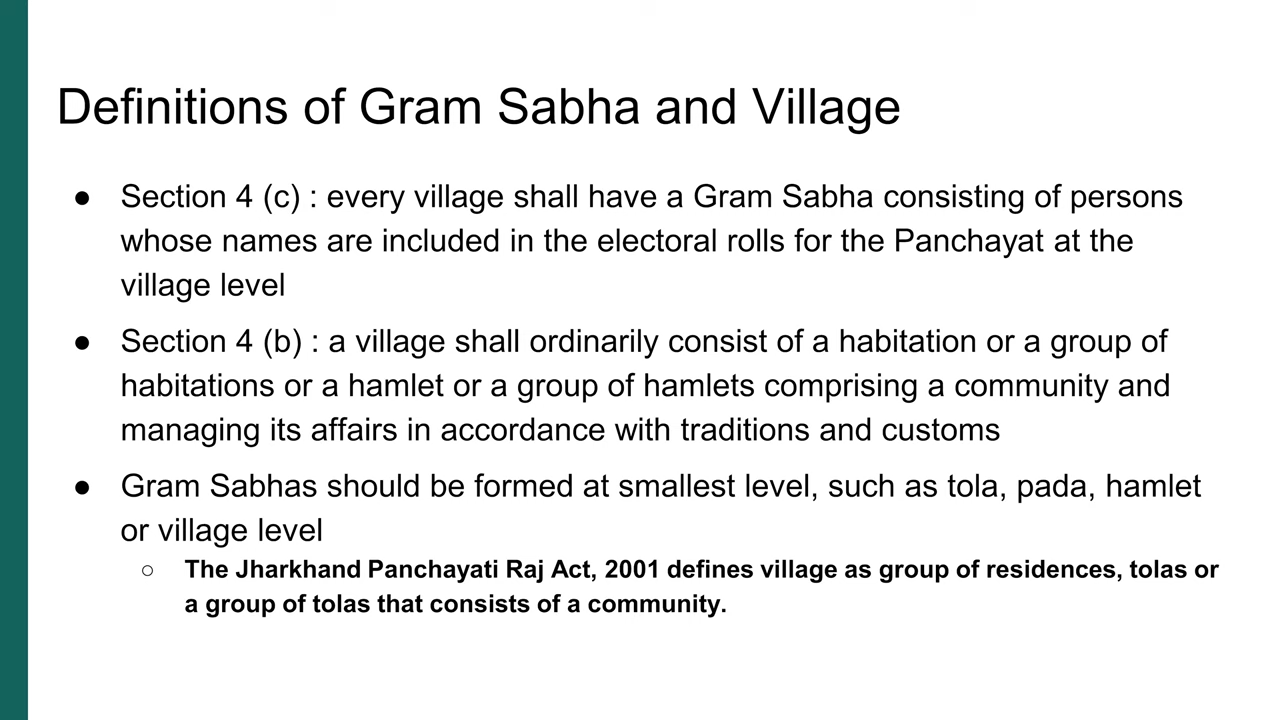 Definitions of Gram Sabha and Village
● Section 4 (c) : every village shall have a Gram Sabha consisting of persons
whose names are included in the electoral rolls for the Panchayat at the
village level
● Section 4 (b) : a village shall ordinarily consist of a habitation or a group of
habitations or a hamlet or a group of hamlets comprising a community and
managing its affairs in accordance with traditions and customs
● Gram Sabhas should be formed at smallest level, such as tola, pada, hamlet
or village level
○ The Jharkhand Panchayati Raj Act, 2001 defines village as group of residences, tolas or
a group of tolas that consists of a community.